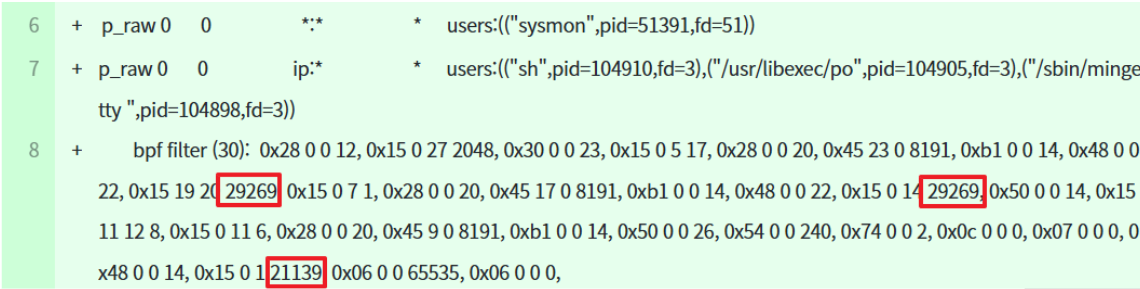 6 + p_raw 0 0 *:* * users:(("sysmon",pid=51391,fd=51))
7 + p_raw 0 0 ip:* * users:(("sh",pid=104910,fd=3),("/usr/libexec/po",pid=104905,fd=3),("/sbin/minge
tty ",pid=104898,fd=3))
8 + bpf filter (30): 0x28 0 0 12, 0x15 0 27 2048, 0x30 0 0 23, 0x15 0 5 17, 0x28 0 0 20, 0x45 23 0 8191, 0xb1 0 0 14, 0x48 0 0
22, 0x15 19 20 29269, 0x15 0 7 1, 0x28 0 0 20, 0x45 17 0 8191, 0xb1 0 0 14, 0x48 0 0 22, 0x15 0 14 29269, 0x50 0 0 14, 0x15
11 12 8, 0x15 0 11 6, 0x28 0 0 20, 0x45 9 0 8191, 0xb1 0 0 14, 0x50 0 0 26, 0x54 0 0 240, 0x74 0 0 2, 0x0c 0 0 0, 0x07 0 0 0, 0
x48 0 0 14, 0x15 0 1 21139, 0x06 0 0 65535, 0x06 0 0 0,